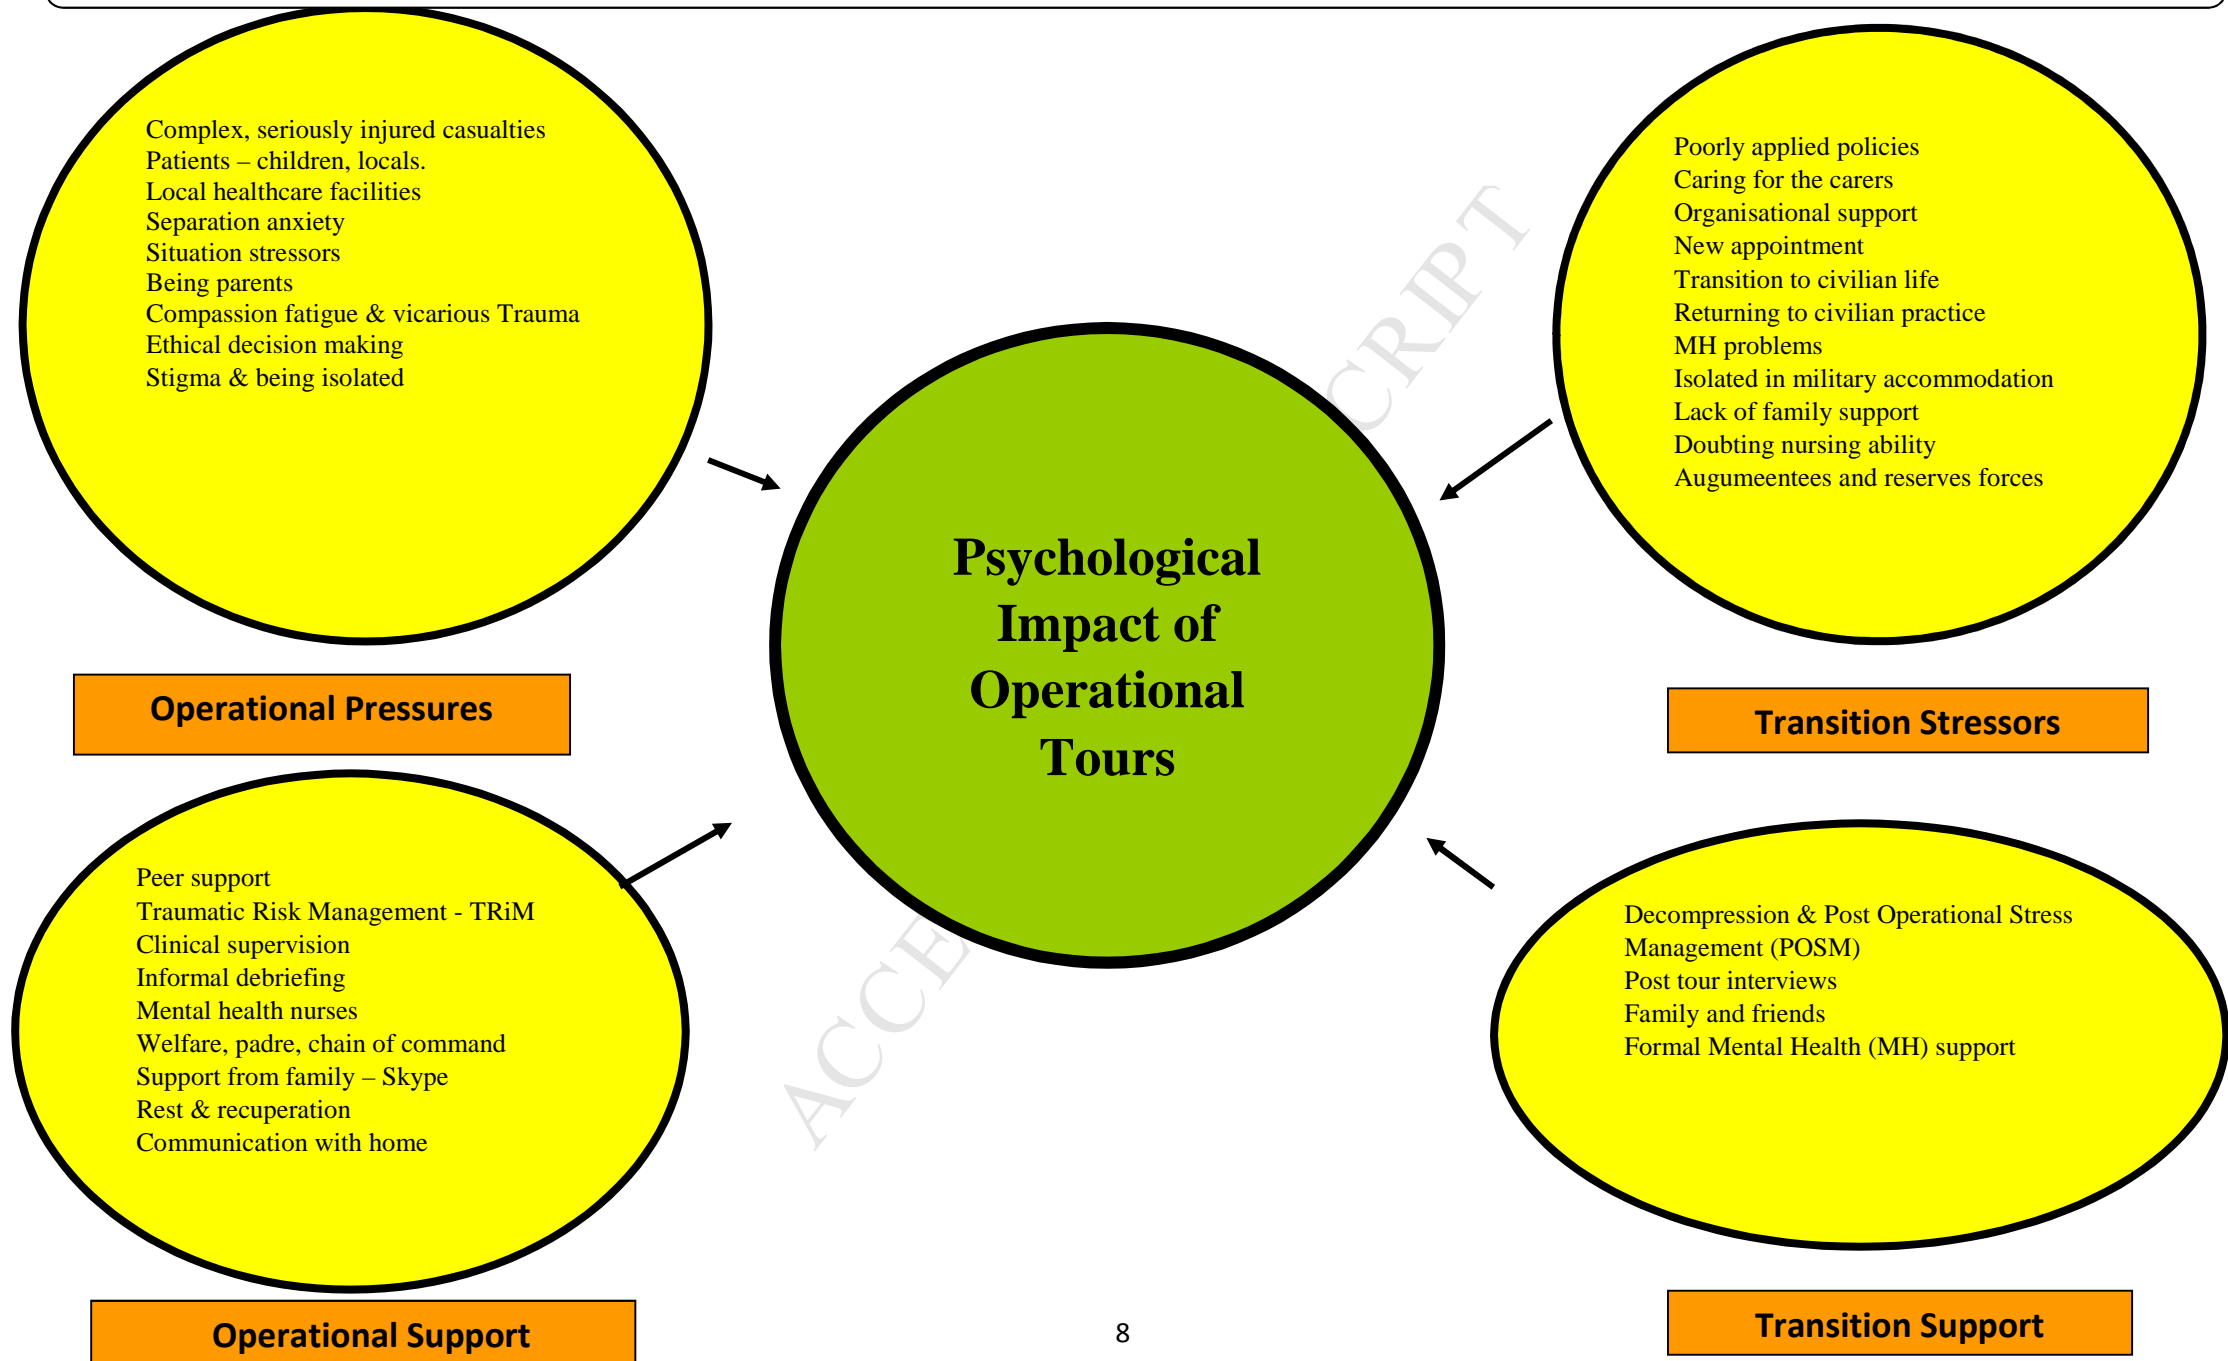 Complex, seriously injured casualties
Patients – children, locals.
Local healthcare facilities
Separation anxiety
Situation stressors
Being parents
Compassion fatigue & vicarious Trauma
Ethical decision making
Stigma & being isolated
Operational Pressures
Poorly applied policies
Caring for the carers
Organisational support
New appointment
Transition to civilian life
Returning to civilian practice
MH problems
Isolated in military accommodation
Lack of family support
Doubting nursing ability
Augumeentees and reserves forces
Transition Stressors
Psychological
Impact of
Operational
Tours
Peer support
Traumatic Risk Management - TRiM
Clinical supervision
Informal debriefing
Mental health nurses
Welfare, padre, chain of command
Support from family – Skype
Rest & recuperation
Communication with home
Operational Support
Decompression & Post Operational Stress
Management (POSM)
Post tour interviews
Family and friends
Formal Mental Health (MH) support
Transition Support
8